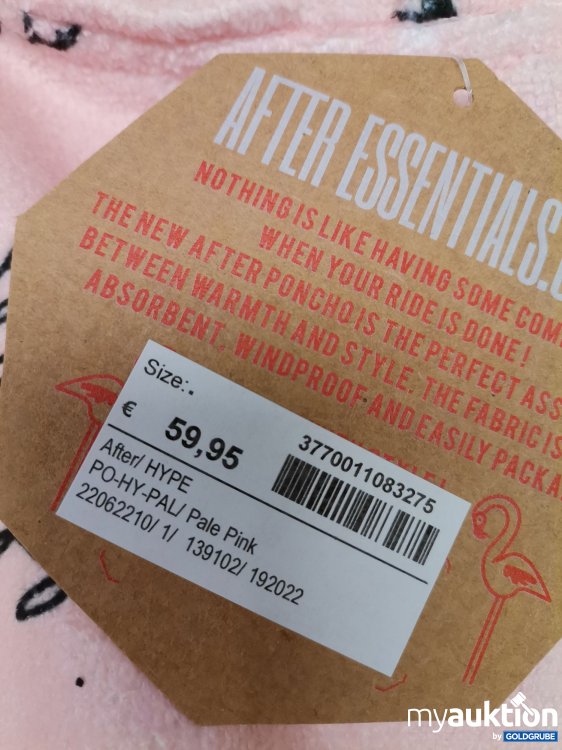 AFTER ESSENTIALS.
NOTHING IS LIKE HAVING SOME COM
WHEN YOUR RIDE IS DONE!
THE NEW AFTER PONCHO IS THE PERFECT ASS
BETWEEN WARMTH AND STYLE. THE FABRIC IS
ABSORBENT, WINDPROOF AND EASILY PACKA
Size:.
€ 59,95
3770011083275
After/ HYPE
PO-HY-PAL/ Pale Pink
22062210/ 1/ 139102/ 192022
myauktion
by GOLDGRUBE